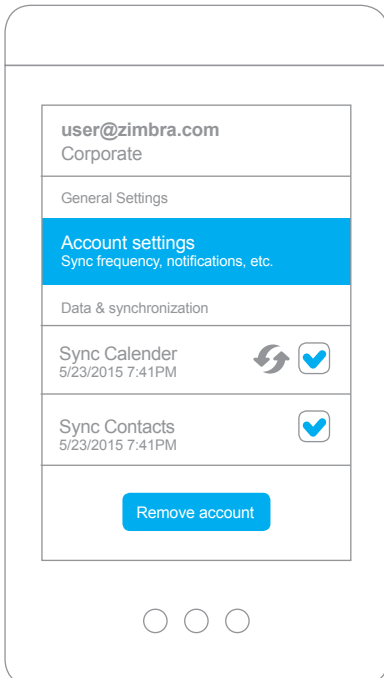 user@zimbra.com
Corporate
General Settings
Account settings
Sync frequency, notifications, etc.
Data & synchronization
Sync Calender
5/23/2015 7:41PM
Sync Contacts
5/23/2015 7:41PM
Remove account